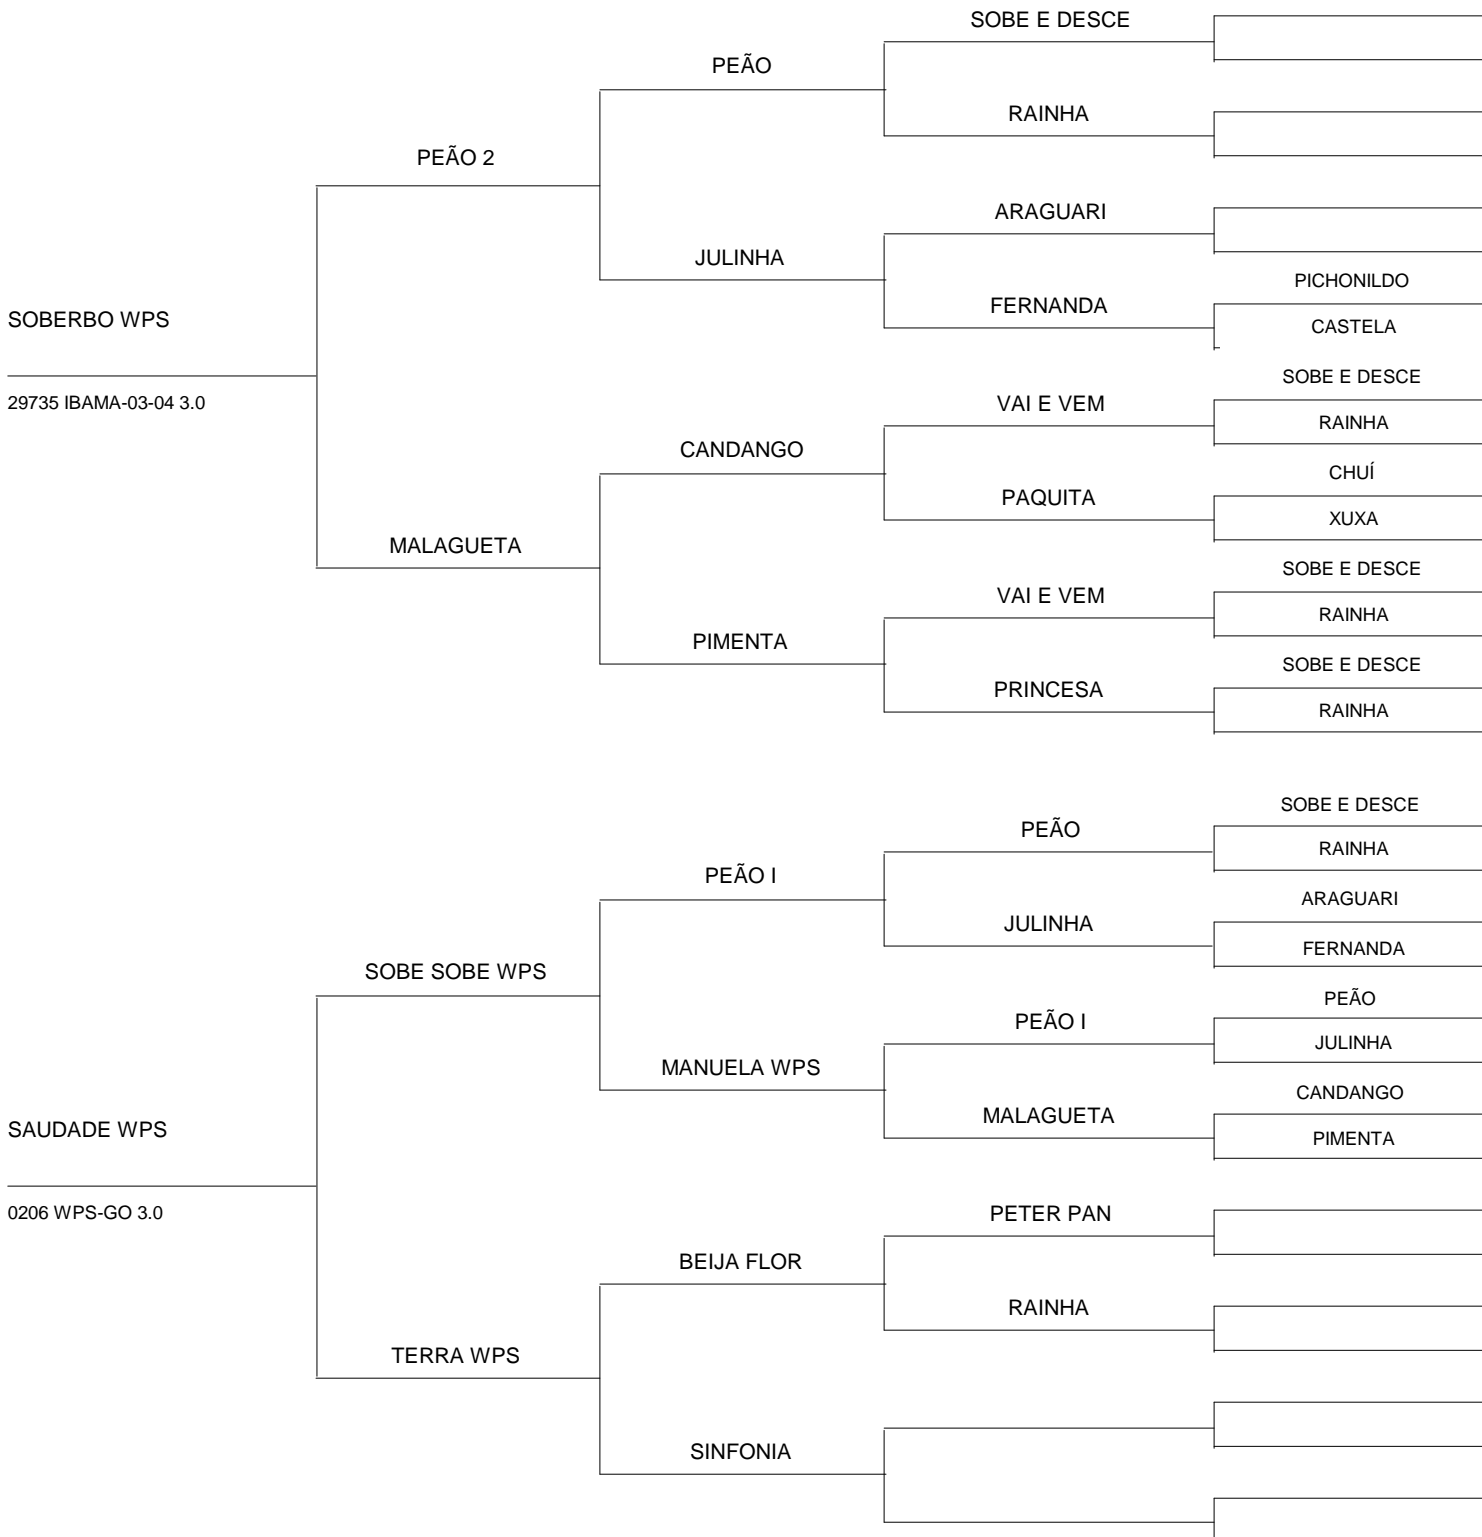 SOBE E DESCE
PEÃO
RAINHA
PEÃO 2
ARAGUARI
JULINHA
PICHONILDO
FERNANDA
SOBERBO WPS
CASTELA
SOBE E DESCE
29735 IBAMA-03-04 3.0
VAI E VEM
RAINHA
CANDANGO
CHUÍ
PAQUITA
XUXA
MALAGUETA
SOBE E DESCE
VAI E VEM
RAINHA
PIMENTA
SOBE E DESCE
PRINCESA
RAINHA
SOBE E DESCE
PEÃO
RAINHA
PEÃO I
ARAGUARI
JULINHA
FERNANDA
SOBE SOBE WPS
PEÃO
PEÃO I
JULINHA
MANUELA WPS
CANDANGO
MALAGUETA
SAUDADE WPS
PIMENTA
0206 WPS-GO 3.0
PETER PAN
BEIJA FLOR
RAINHA
TERRA WPS
SINFONIA